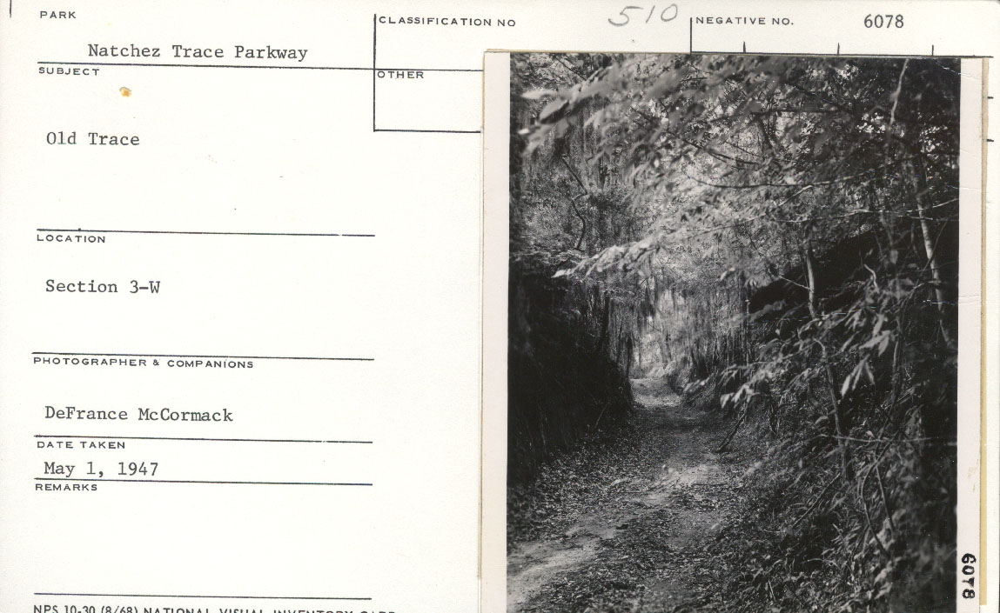 PARK
Natchez Trace Parkway
CLASSIFICATION NO
510
NEGATIVE NO.
6078
SUBJECT
OTHER
Old Trace
LOCATION
Section 3-W
PHOTOGRAPHER & COMPANIONS
DeFrance McCormack
DATE TAKEN
May 1, 1947
REMARKS
6078
NPS 10-30 (8/68) NATIONAL VISUAL INVENTORY CARD